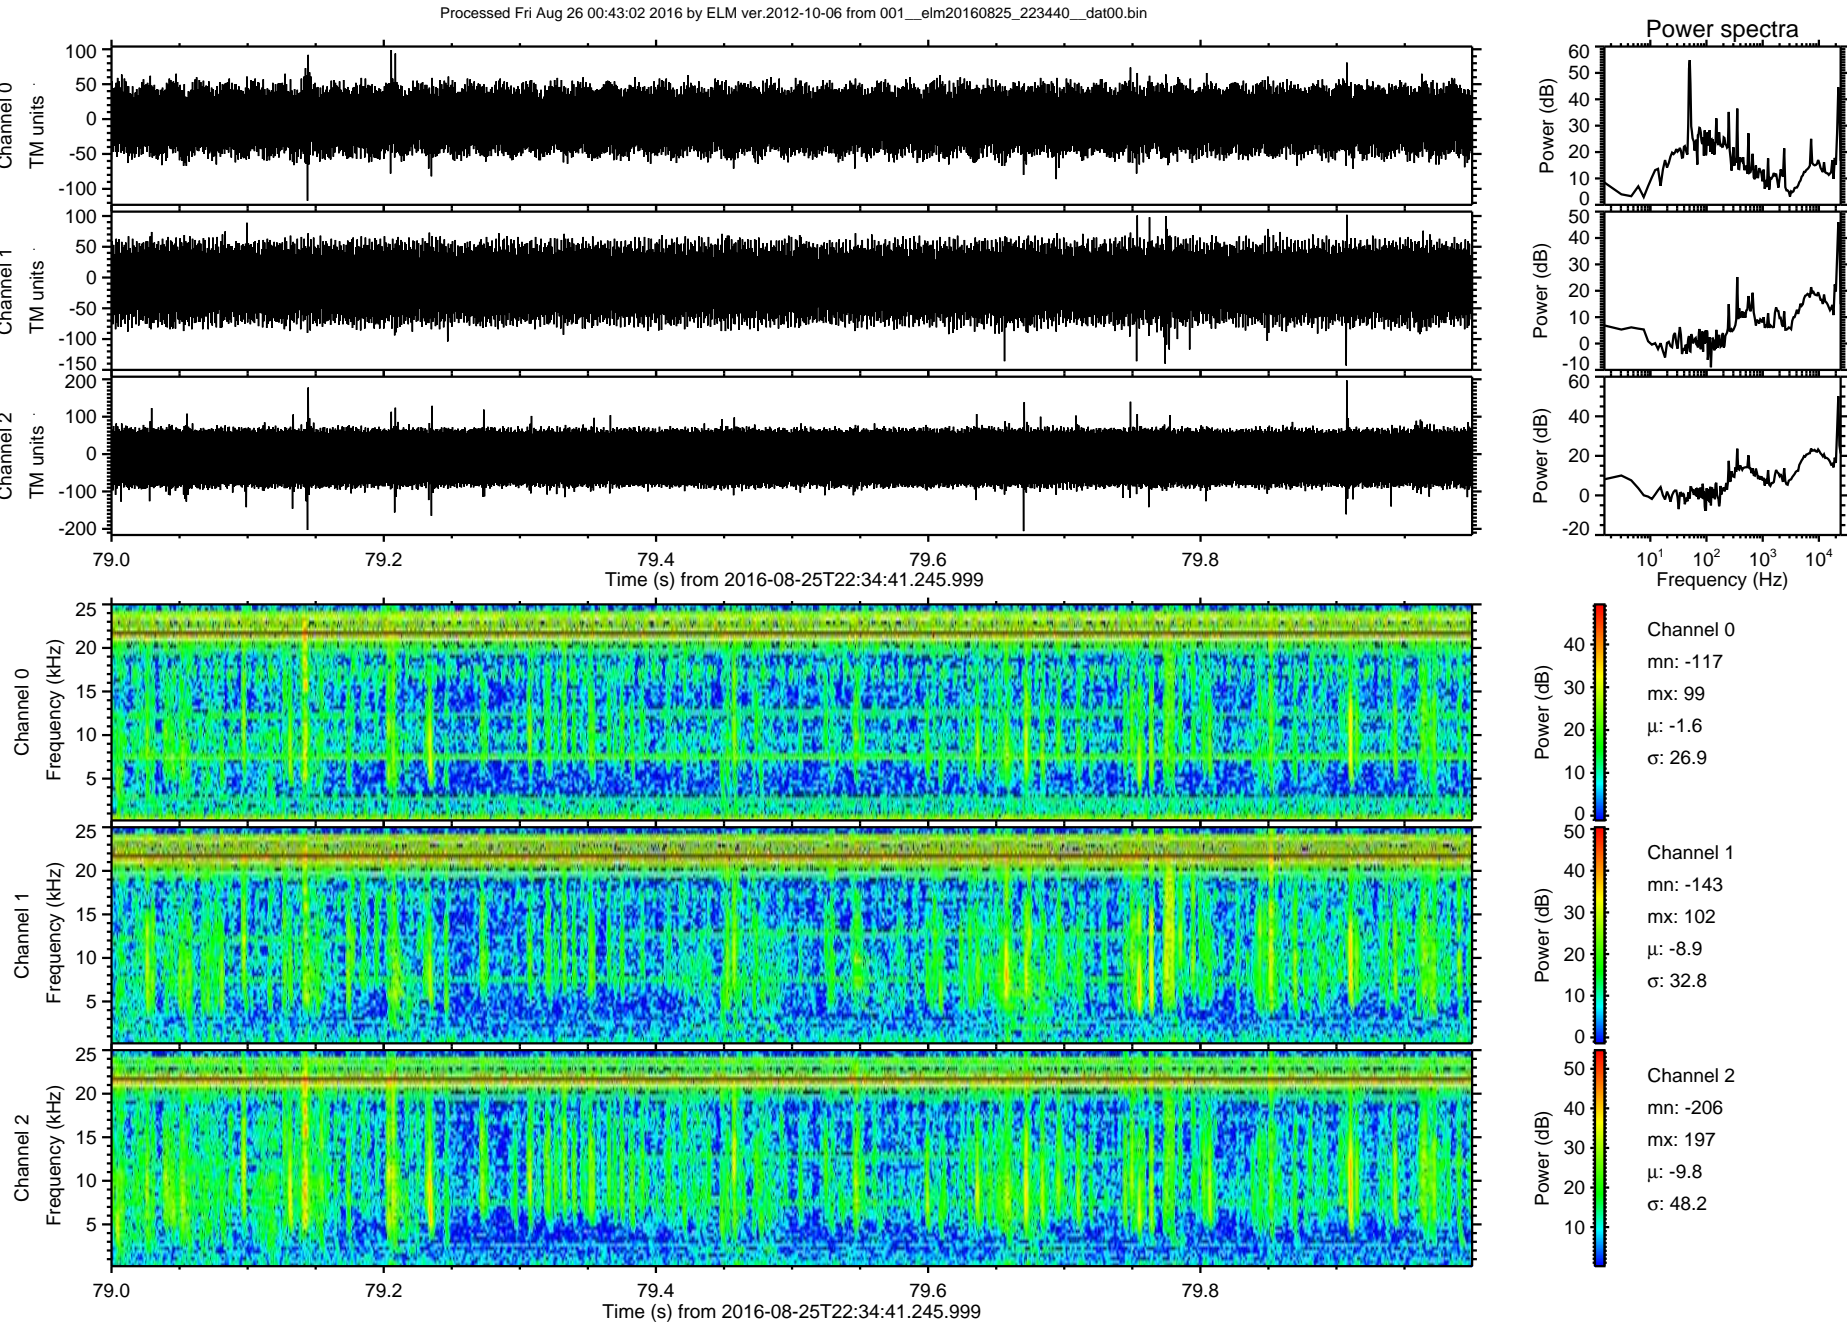 Processed Fri Aug 26 00:43:02 2016 by ELM ver.2012-10-06 from 001__elm20160825_223440__dat00.bin
Power spectra
Channel 0
TM units
100
50
0
-50
-100
Power (dB)
60
50
40
30
20
10
0
Channel 1
TM units
100
50
0
-50
-100
-150
Power (dB)
50
40
30
20
10
0
-10
Channel 2
TM units
200
100
0
-100
-200
Power (dB)
60
40
20
0
-20
79.0 79.2 79.4 79.6 79.8
Time (s) from 2016-08-25T22:34:41.245.999
10¹ 10² 10³ 10⁴
Frequency (Hz)
Channel 0
Frequency (kHz)
25
20
15
10
5
Power (dB)
40
30
20
10
0
Channel 0
mn: -117
mx: 99
μ: -1.6
σ: 26.9
Channel 1
Frequency (kHz)
25
20
15
10
5
Power (dB)
50
40
30
20
10
0
Channel 1
mn: -143
mx: 102
μ: -8.9
σ: 32.8
Channel 2
Frequency (kHz)
25
20
15
10
5
Power (dB)
50
40
30
20
10
Channel 2
mn: -206
mx: 197
μ: -9.8
σ: 48.2
79.0 79.2 79.4 79.6 79.8
Time (s) from 2016-08-25T22:34:41.245.999